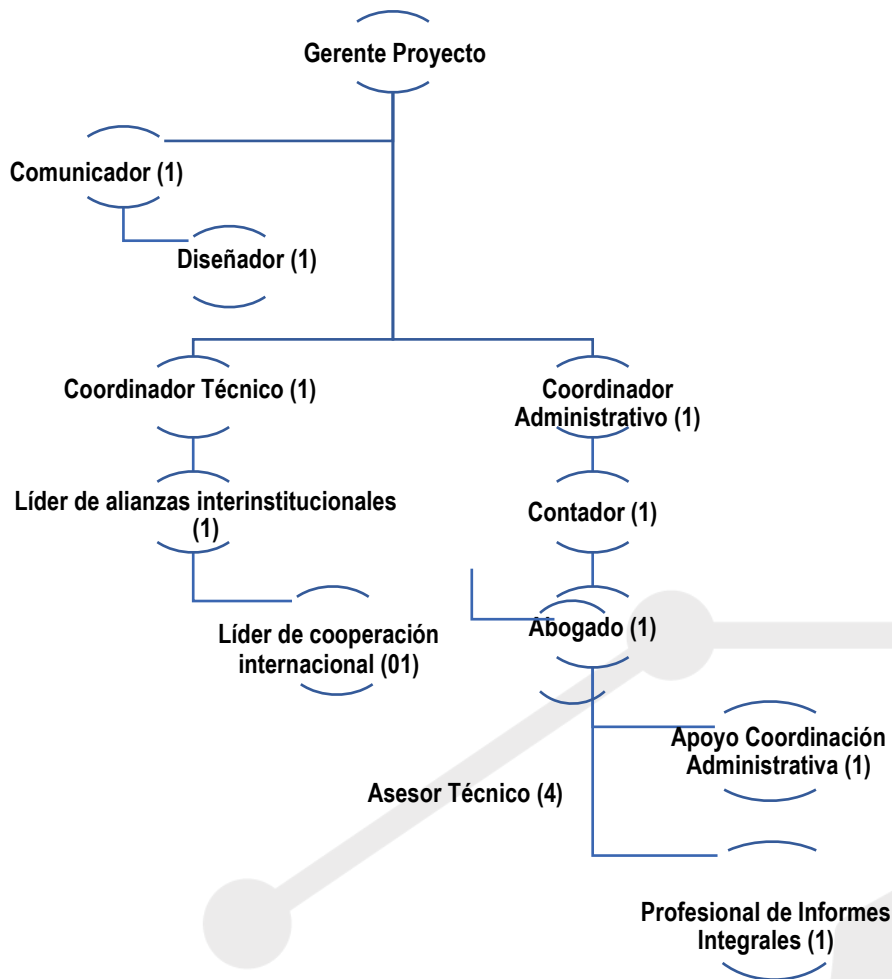 Gerente Proyecto
Comunicador (1)
Diseñador (1)
Coordinador Técnico (1)
Coordinador
Administrativo (1)
Líder de alianzas interinstitucionales
(1)
Contador (1)
Líder de cooperación
internacional (01)
Abogado (1)
Apoyo Coordinación
Administrativa (1)
Asesor Técnico (4)
Profesional de Informes
Integrales (1)